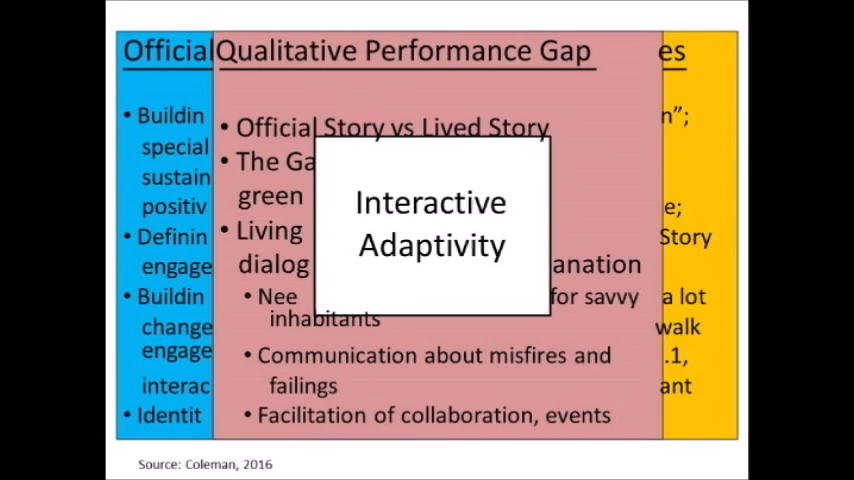 Official
Qualitative Performance Gap
es
• Buildin
special
sustain
positiv
• Definin
engage
• Buildin
change
engage
interac
• Identit
• Official Story vs Lived Story
• The Ga
green
• Living
dialog
anation
• Nee
for savvy
inhabitants
• Communication about misfires and
failings
• Facilitation of collaboration, events
Interactive
Adaptivity
n”;
e;
Story
a lot
walk
.1,
ant
Source: Coleman, 2016